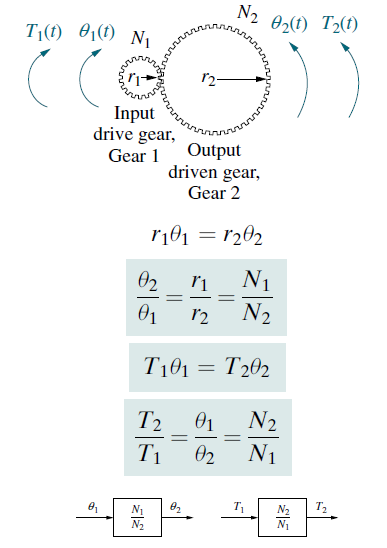 T₁(t) θ₁(t) N₁ N₂ θ₂(t) T₂(t)
r₁ r₂
Input
drive gear,
Gear 1
Output
driven gear,
Gear 2
r₁θ₁ = r₂θ₂
θ₂/θ₁ = r₁/r₂ = N₁/N₂
T₁θ₁ = T₂θ₂
T₂/T₁ = θ₁/θ₂ = N₂/N₁
θ₁ N₁/N₂ θ₂ T₁ N₂/N₁ T₂